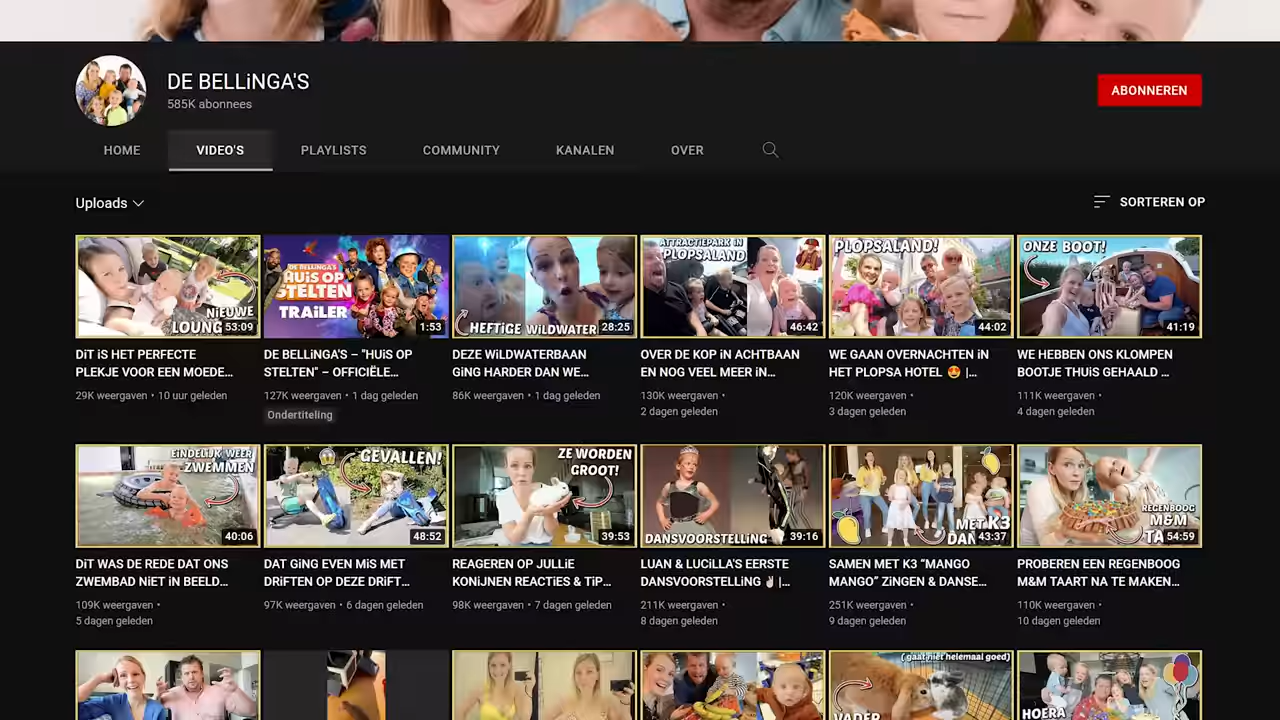 DE BELLiNGA'S
585K abonnees
ABONNEREN
HOME
VIDEO'S
PLAYLISTS
COMMUNITY
KANALEN
OVER
Uploads
SORTEREN OP
NiEUWE
LOUNG
53:09
DE BELLiNGA'S
HUiS OP
STELTEN
TRAiLER
1:53
HEFTiGE WiLDWATER
28:25
ATTRACTiEPARK iN
PLOPSALAND
46:42
PLOPSALAND!
44:02
ONZE BOOT!
41:19
DiT iS HET PERFECTE
PLEKJE VOOR EEN MOEDE...
29K weergaven • 10 uur geleden
DE BELLiNGA'S – "HUiS OP
STELTEN" – OFFiCiËLE...
127K weergaven • 1 dag geleden
Ondertiteling
DEZE WiLDWATERBAAN
GiNG HARDER DAN WE...
86K weergaven • 1 dag geleden
OVER DE KOP iN ACHTBAAN
EN NOG VEEL MEER iN...
130K weergaven •
2 dagen geleden
WE GAAN OVERNACHTEN iN
HET PLOPSA HOTEL 😍 |...
120K weergaven •
3 dagen geleden
WE HEBBEN ONS KLOMPEN
BOOTJE THUiS GEHAALD ...
111K weergaven •
4 dagen geleden
EiNDELiJK WEER
ZWEMMEN
40:06
GEVALLEN!
48:52
ZE WORDEN
GROOT!
39:53
DANSVOORSTELLiNG
39:16
MET K3
DAN
43:37
REGENBOOG
M&M
TA
54:59
DiT WAS DE REDE DAT ONS
ZWEMBAD NiET iN BEELD...
109K weergaven •
5 dagen geleden
DAT GiNG EVEN MiS MET
DRiFTEN OP DEZE DRiFT...
97K weergaven • 6 dagen geleden
REAGEREN OP JULLiE
KONiJNEN REACTiES & TiP...
98K weergaven • 7 dagen geleden
LUAN & LUCiLLA'S EERSTE
DANSVOORSTELLiNG ✌🏻 |...
211K weergaven •
8 dagen geleden
SAMEN MET K3 “MANGO
MANGO” ZiNGEN & DANSE...
251K weergaven •
9 dagen geleden
PROBEREN EEN REGENBOOG
M&M TAART NA TE MAKEN...
110K weergaven •
10 dagen geleden
( gaat niet helemaal goed)
VADER
HOERA